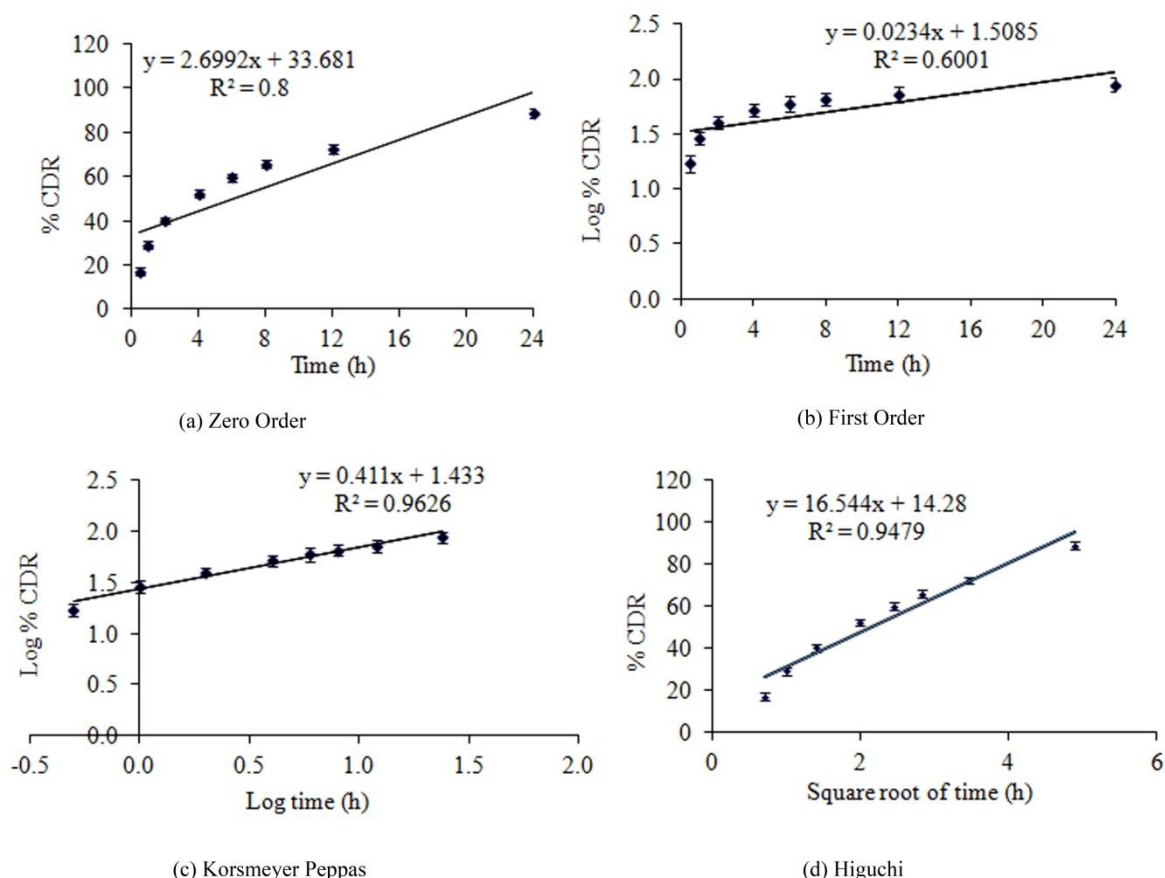 y = 2.6992x + 33.681
R² = 0.8
% CDR
120
100
80
60
40
20
0
0 4 8 12 16 20 24
Time (h)
(a) Zero Order
y = 0.0234x + 1.5085
R² = 0.6001
Log % CDR
2.5
2.0
1.5
1.0
0.5
0.0
0 4 8 12 16 20 24
Time (h)
(b) First Order
y = 0.411x + 1.433
R² = 0.9626
Log % CDR
2.5
2.0
1.5
1.0
0.5
0.0
-0.5 0.0 0.5 1.0 1.5 2.0
Log time (h)
(c) Korsmeyer Peppas
y = 16.544x + 14.28
R² = 0.9479
% CDR
120
100
80
60
40
20
0
0 2 4 6
Square root of time (h)
(d) Higuchi